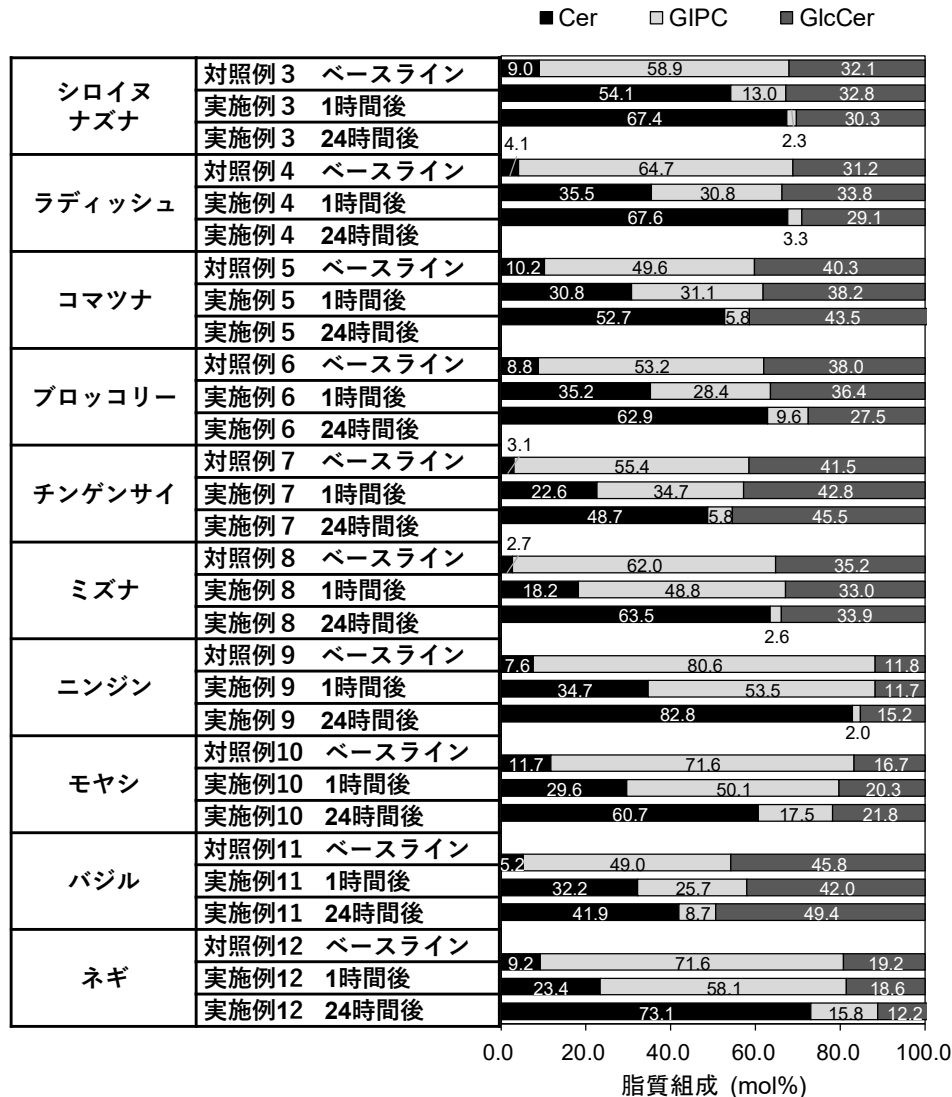 ■ Cer □ GIPC ■ GlcCer
シロイヌ
ナズナ
対照例３ ベースライン 9.0 58.9 32.1
実施例３ 1時間後 54.1 13.0 32.8
実施例３ 24時間後 67.4 2.3 30.3
ラディッシュ
対照例４ ベースライン 4.1 64.7 31.2
実施例４ 1時間後 35.5 30.8 33.8
実施例４ 24時間後 67.6 3.3 29.1
コマツナ
対照例５ ベースライン 10.2 49.6 40.3
実施例５ 1時間後 30.8 31.1 38.2
実施例５ 24時間後 52.7 5.8 43.5
ブロッコリー
対照例６ ベースライン 8.8 53.2 38.0
実施例６ 1時間後 35.2 28.4 36.4
実施例６ 24時間後 62.9 9.6 27.5
チンゲンサイ
対照例７ ベースライン 3.1 55.4 41.5
実施例７ 1時間後 22.6 34.7 42.8
実施例７ 24時間後 48.7 5.8 45.5
ミズナ
対照例８ ベースライン 2.7 62.0 35.2
実施例８ 1時間後 18.2 48.8 33.0
実施例８ 24時間後 63.5 2.6 33.9
ニンジン
対照例９ ベースライン 7.6 80.6 11.8
実施例９ 1時間後 34.7 53.5 11.7
実施例９ 24時間後 82.8 2.0 15.2
モヤシ
対照例10 ベースライン 11.7 71.6 16.7
実施例10 1時間後 29.6 50.1 20.3
実施例10 24時間後 60.7 17.5 21.8
バジル
対照例11 ベースライン 5.2 49.0 45.8
実施例11 1時間後 32.2 25.7 42.0
実施例11 24時間後 41.9 8.7 49.4
ネギ
対照例12 ベースライン 9.2 71.6 19.2
実施例12 1時間後 23.4 58.1 18.6
実施例12 24時間後 73.1 15.8 12.2
0.0 20.0 40.0 60.0 80.0 100.0
脂質組成 (mol%)